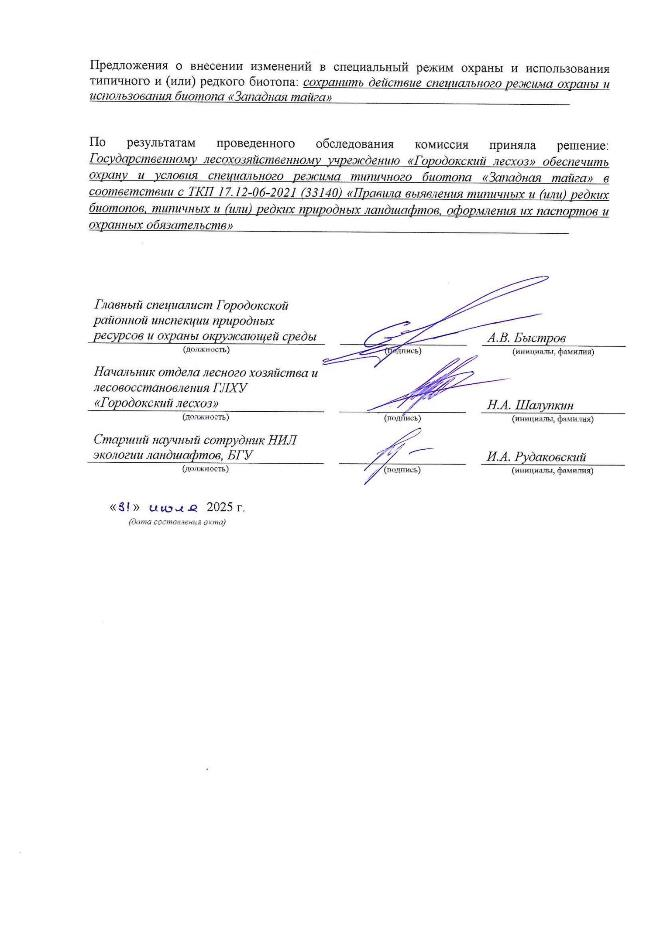 Предложения о внесении изменений в специальный режим охраны и использования
типичного и (или) редкого биотопа: сохранить действие специального режима охраны и
использования биотопа «Западная тайга»
По результатам проведенного обследования комиссия приняла решение:
Государственному лесохозяйственному учреждению «Городокский лесхоз» обеспечить
охрану и условия специального режима типичного биотопа «Западная тайга» в
соответствии с ТКП 17.12-06-2021 (33140) «Правила выявления типичных и (или) редких
биотопов, типичных и (или) редких природных ландшафтов, оформления их паспортов и
охранных обязательств»
Главный специалист Городокской
районной инспекции природных
ресурсов и охраны окружающей среды А.В. Быстров
(должность) (подпись) (инициалы, фамилия)
Начальник отдела лесного хозяйства и
лесовосстановления ГЛХУ
«Городокский лесхоз» Н.А. Шалупкин
(должность) (подпись) (инициалы, фамилия)
Старший научный сотрудник НИЛ
экологии ландшафтов, БГУ И.А. Рудаковский
(должность) (подпись) (инициалы, фамилия)
«31» июля 2025 г.
(дата составления акта)